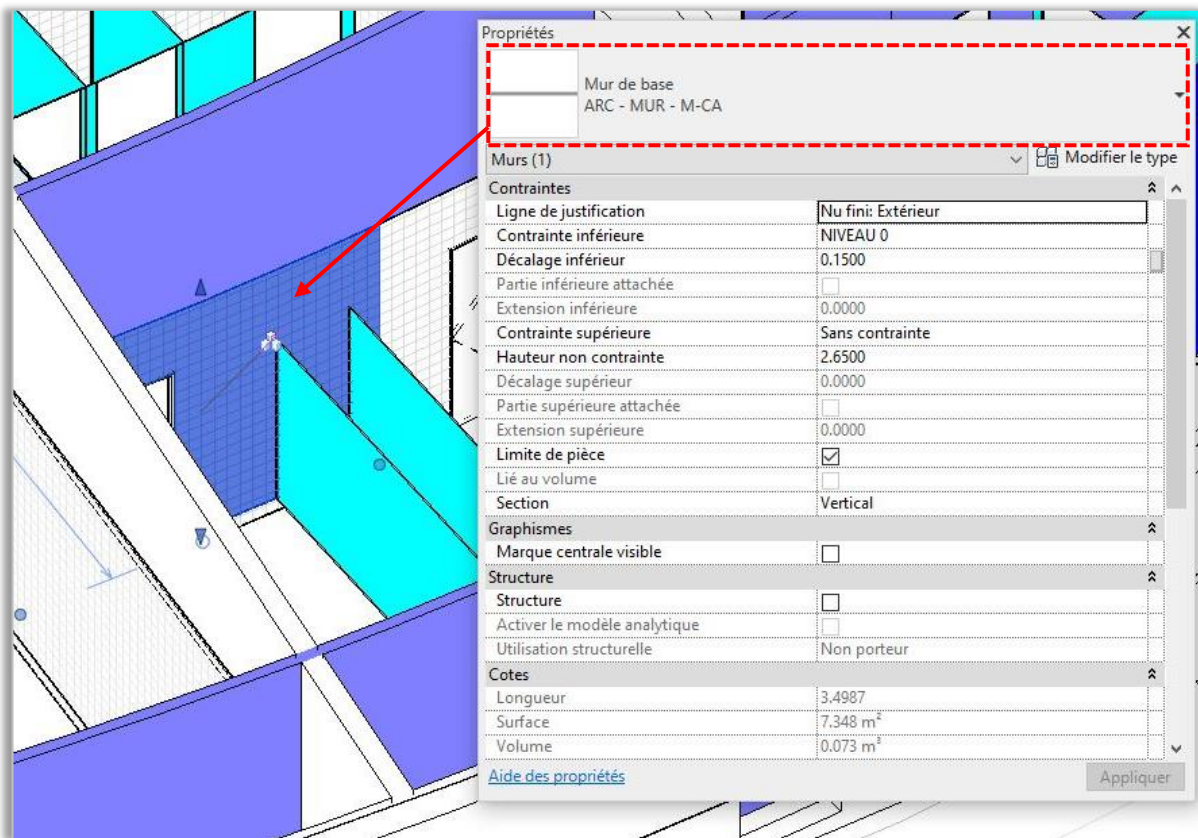 Propriétés
Mur de base
ARC - MUR - M-CA
Murs (1)
Modifier le type
Contraintes
Ligne de justification Nu fini: Extérieur
Contrainte inférieure NIVEAU 0
Décalage inférieur 0.1500
Partie inférieure attachée
Extension inférieure 0.0000
Contrainte supérieure Sans contrainte
Hauteur non contrainte 2.6500
Décalage supérieur 0.0000
Partie supérieure attachée
Extension supérieure 0.0000
Limite de pièce
Lié au volume
Section Vertical
Graphismes
Marque centrale visible
Structure
Structure
Activer le modèle analytique
Utilisation structurelle Non porteur
Cotes
Longueur 3.4987
Surface 7.348 m²
Volume 0.073 m³
Aide des propriétés
Appliquer